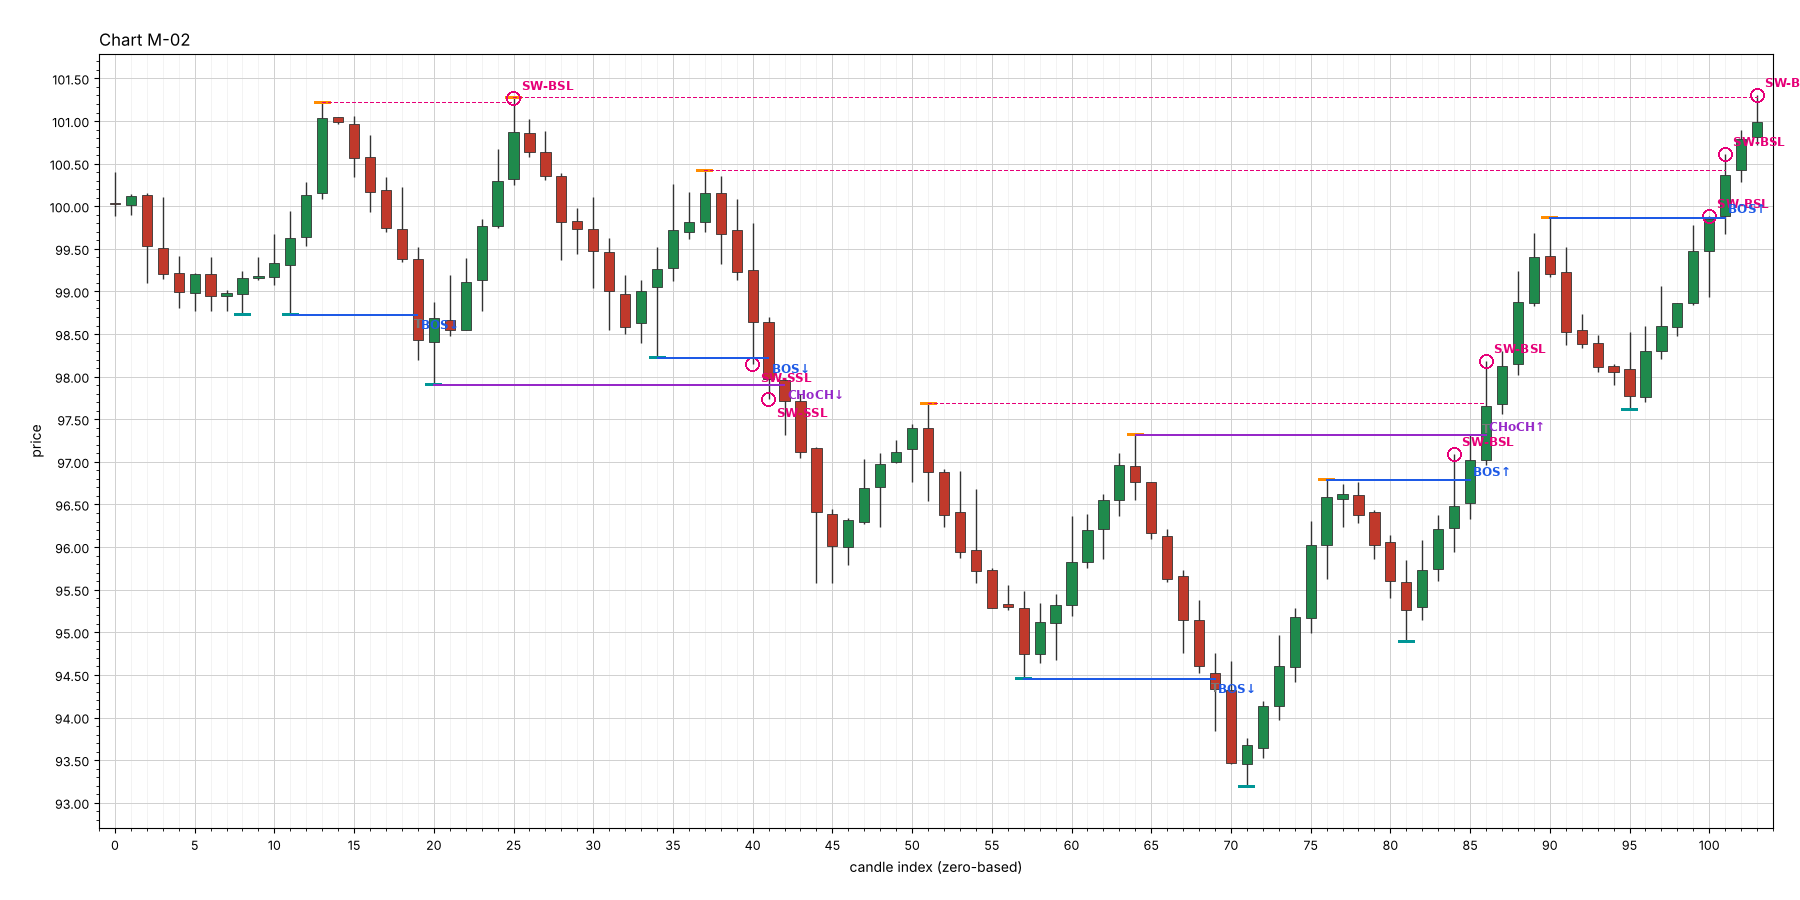 Chart M-02
SW-B
SW-BSL
101.50
101.00
SW-BSL
100.50
100.00
SW-BSL
BOS↑
99.50
99.00
98.50
BOS↓
SW-BSL
BOS↓
SW-SSL
98.00
CHoCH↓
SW-SSL
97.50
CHoCH↑
SW-BSL
97.00
BOS↑
96.50
96.00
95.50
95.00
94.50
BOS↓
94.00
93.50
93.00
price
0 5 10 15 20 25 30 35 40 45 50 55 60 65 70 75 80 85 90 95 100
candle index (zero-based)